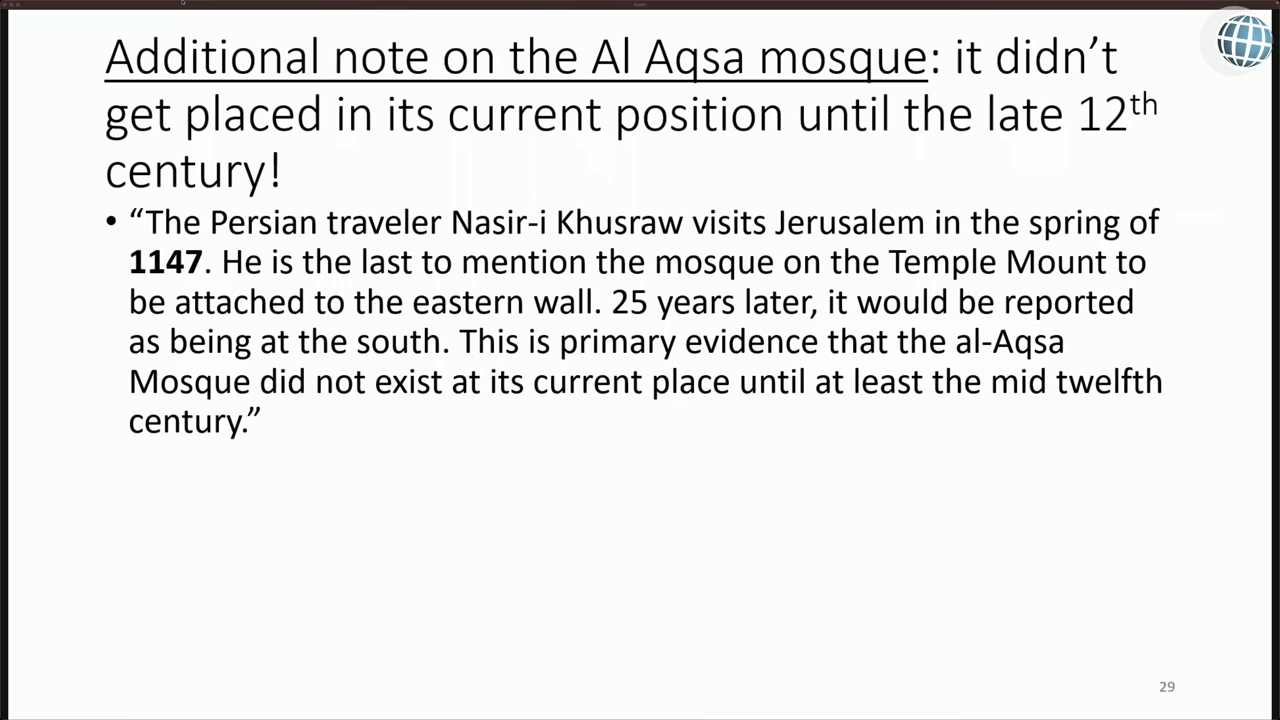 Additional note on the Al Aqsa mosque: it didn’t
get placed in its current position until the late 12th
century!
• “The Persian traveler Nasir-i Khusraw visits Jerusalem in the spring of
1147. He is the last to mention the mosque on the Temple Mount to
be attached to the eastern wall. 25 years later, it would be reported
as being at the south. This is primary evidence that the al-Aqsa
Mosque did not exist at its current place until at least the mid twelfth
century.”
29